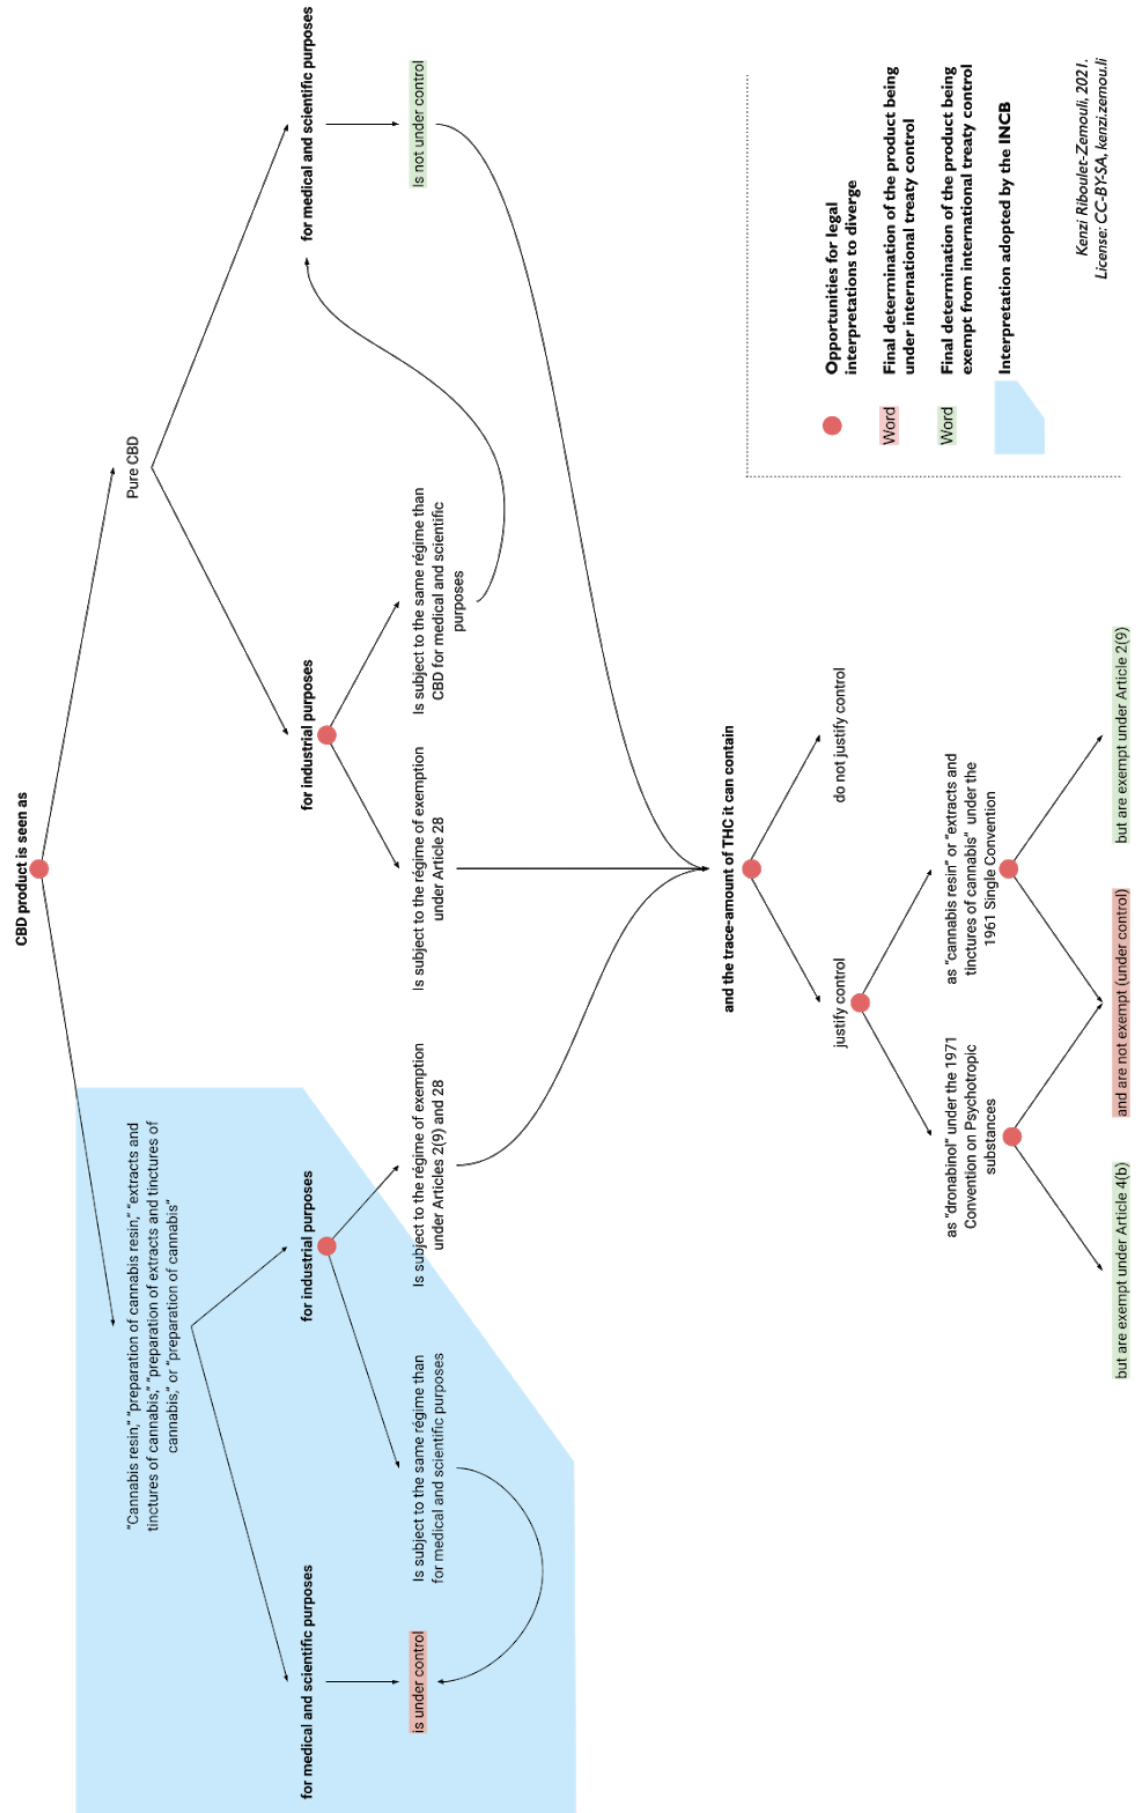 CBD product is seen as
"Cannabis resin," "preparation of cannabis resin," "extracts and
tinctures of cannabis," "preparation of extracts and tinctures of
cannabis," or "preparation of cannabis"
Pure CBD
for medical and scientific purposes
for industrial purposes
for industrial purposes
for medical and scientific purposes
is under control
Is subject to the same régime than
for medical and scientific purposes
Is subject to the régime of exemption
under Articles 2(9) and 28
Is subject to the régime of exemption
under Article 28
Is subject to the same régime than
CBD for medical and scientific
purposes
Is not under control
and the trace-amount of THC it can contain
justify control
do not justify control
as "dronabinol" under the 1971
Convention on Psychotropic
substances
as "cannabis resin" or "extracts and
tinctures of cannabis" under the
1961 Single Convention
but are exempt under Article 4(b)
and are not exempt (under control)
but are exempt under Article 2(9)
Opportunities for legal
interpretations to diverge
Word
Final determination of the product being
under international treaty control
Word
Final determination of the product being
exempt from international treaty control
Interpretation adopted by the INCB
Kenzi Riboulet-Zemouli, 2021.
License: CC-BY-SA, kenzi.zemou.li